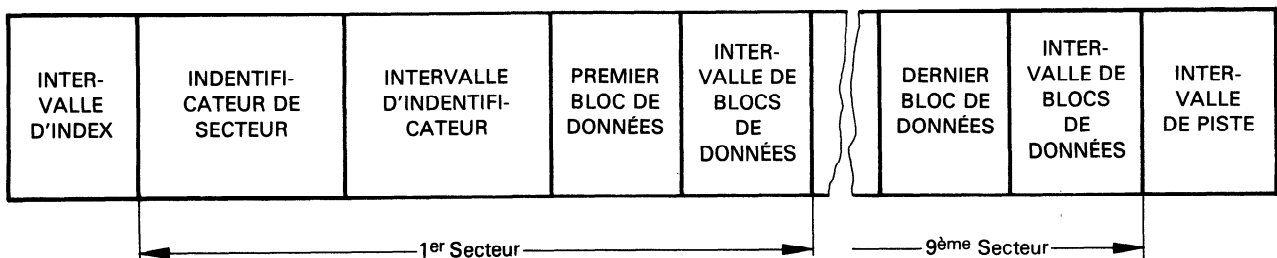 INTER-
VALLE
D'INDEX
INDENTIFI-
CATEUR DE
SECTEUR
INTERVALLE
D'INDENTIFI-
CATEUR
PREMIER
BLOC DE
DONNÉES
INTER-
VALLE DE
BLOCS
DE
DONNÉES
DERNIER
BLOC DE
DONNÉES
INTER-
VALLE DE
BLOCS
DE
DONNÉES
INTER-
VALLE
DE PISTE
1er Secteur
9ème Secteur